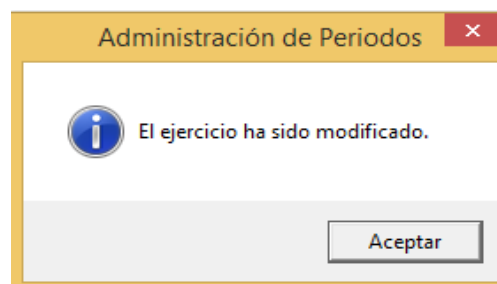 Administración de Periodos
El ejercicio ha sido modificado.
Aceptar